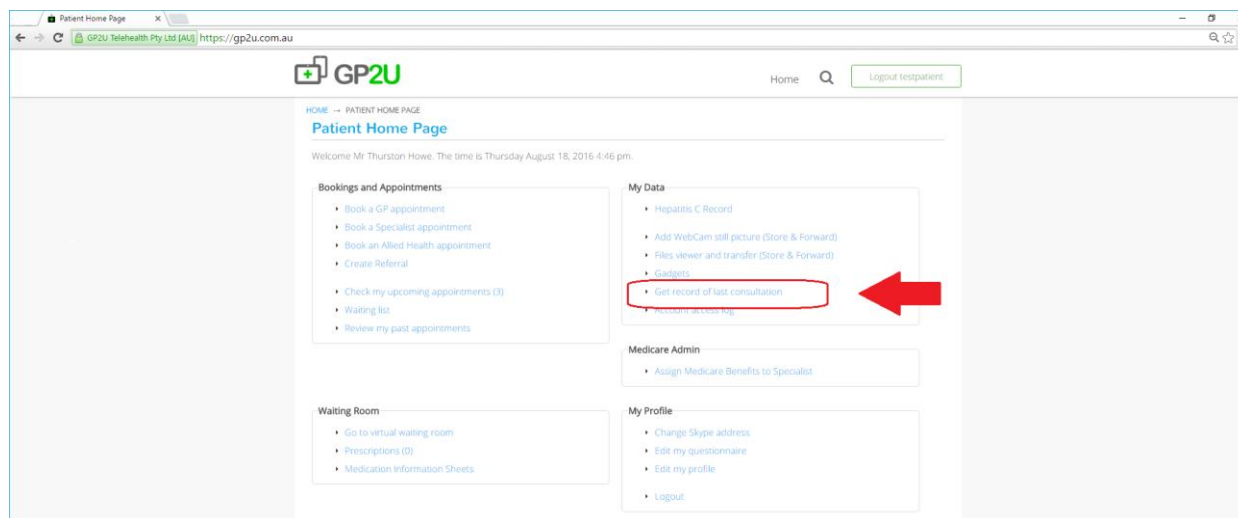 Patient Home Page
GP2U Telehealth Pty Ltd [AU] https://gp2u.com.au
GP2U
Home
Logout testpatient
HOME → PATIENT HOME PAGE
Patient Home Page
Welcome Mr Thurston Howe. The time is Thursday August 18, 2016 4:46 pm.
Bookings and Appointments
Book a GP appointment
Book a Specialist appointment
Book an Allied Health appointment
Create Referral
Check my upcoming appointments (3)
Waiting list
Review my past appointments
My Data
Hepatitis C Record
Add WebCam still picture (Store & Forward)
Files viewer and transfer (Store & Forward)
Gadgets
Get record of last consultation
Account access log
Medicare Admin
Assign Medicare Benefits to Specialist
Waiting Room
Go to virtual waiting room
Prescriptions (0)
Medication Information Sheets
My Profile
Change Skype address
Edit my questionnaire
Edit my profile
Logout